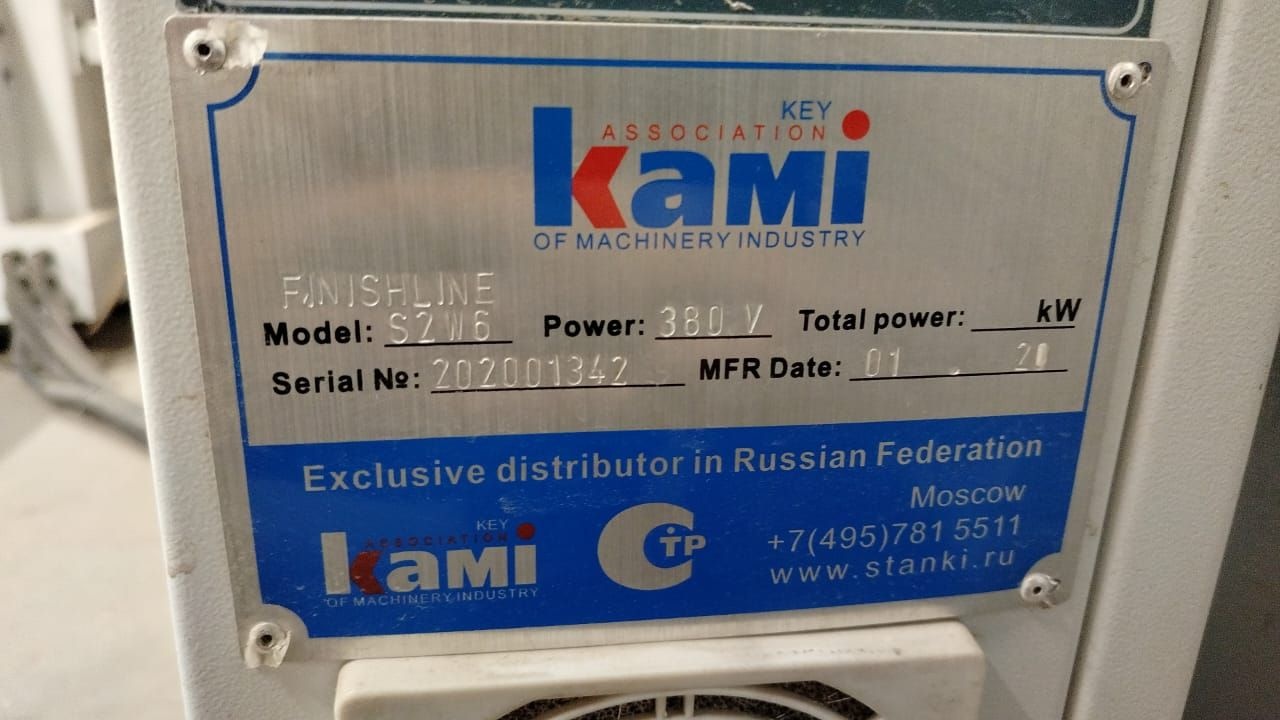 KEY
ASSOCIATION
Kami
OF MACHINERY INDUSTRY
FINISHLINE
Model: S2W6 Power: 380 V Total power: kW
Serial №: 202001342 MFR Date: 01 . 20
Exclusive distributor in Russian Federation
KEY
ASSOCIATION
Kami
OF MACHINERY INDUSTRY
СТР
Moscow
+7(495)781 5511
www.stanki.ru